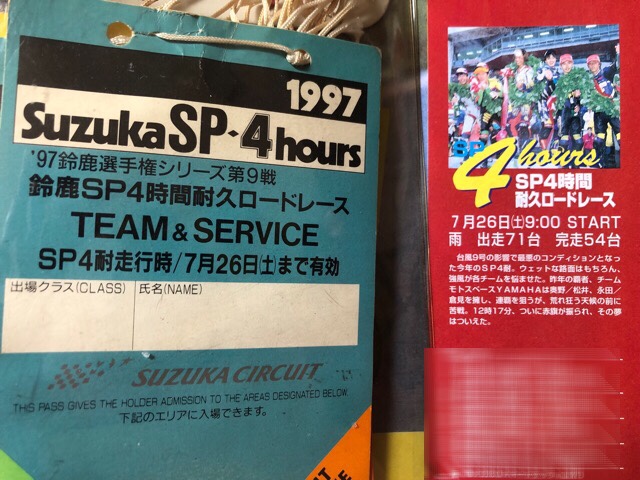 1997
Suzuka SP・4hours
'97鈴鹿選手権シリーズ第9戦
鈴鹿SP4時間耐久ロードレース
TEAM & SERVICE
SP4耐走行時/7月26日(土)まで有効
出場クラス(CLASS)
氏名(NAME)
SUZUKA CIRCUIT
THIS PASS GIVES THE HOLDER ADMISSION TO THE AREAS DESIGNATED BELOW.
下記のエリアに入場できます。
SP
4hours
SP4時間
耐久ロードレース
7月26日(土)9:00 START
雨 出走71台 完走54台
台風9号の影響で最悪のコンディションとなっ
た今年のSP4耐。ウェットな路面はもちろん、
強風が各チームを悩ませた。昨年の覇者、チーム
モトスペースYAMAHAは奥野/松井、永田/
倉見を擁し、連覇を狙うが、荒れ狂う天候の前に
苦戦。12時17分、ついに赤旗が振られ、その夢
はついえた。